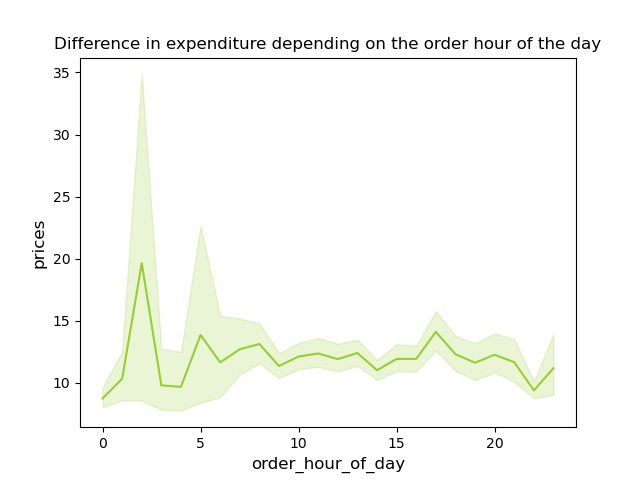 Difference in expenditure depending on the order hour of the day
35
30
25
20
15
10
prices
0 5 10 15 20
order_hour_of_day